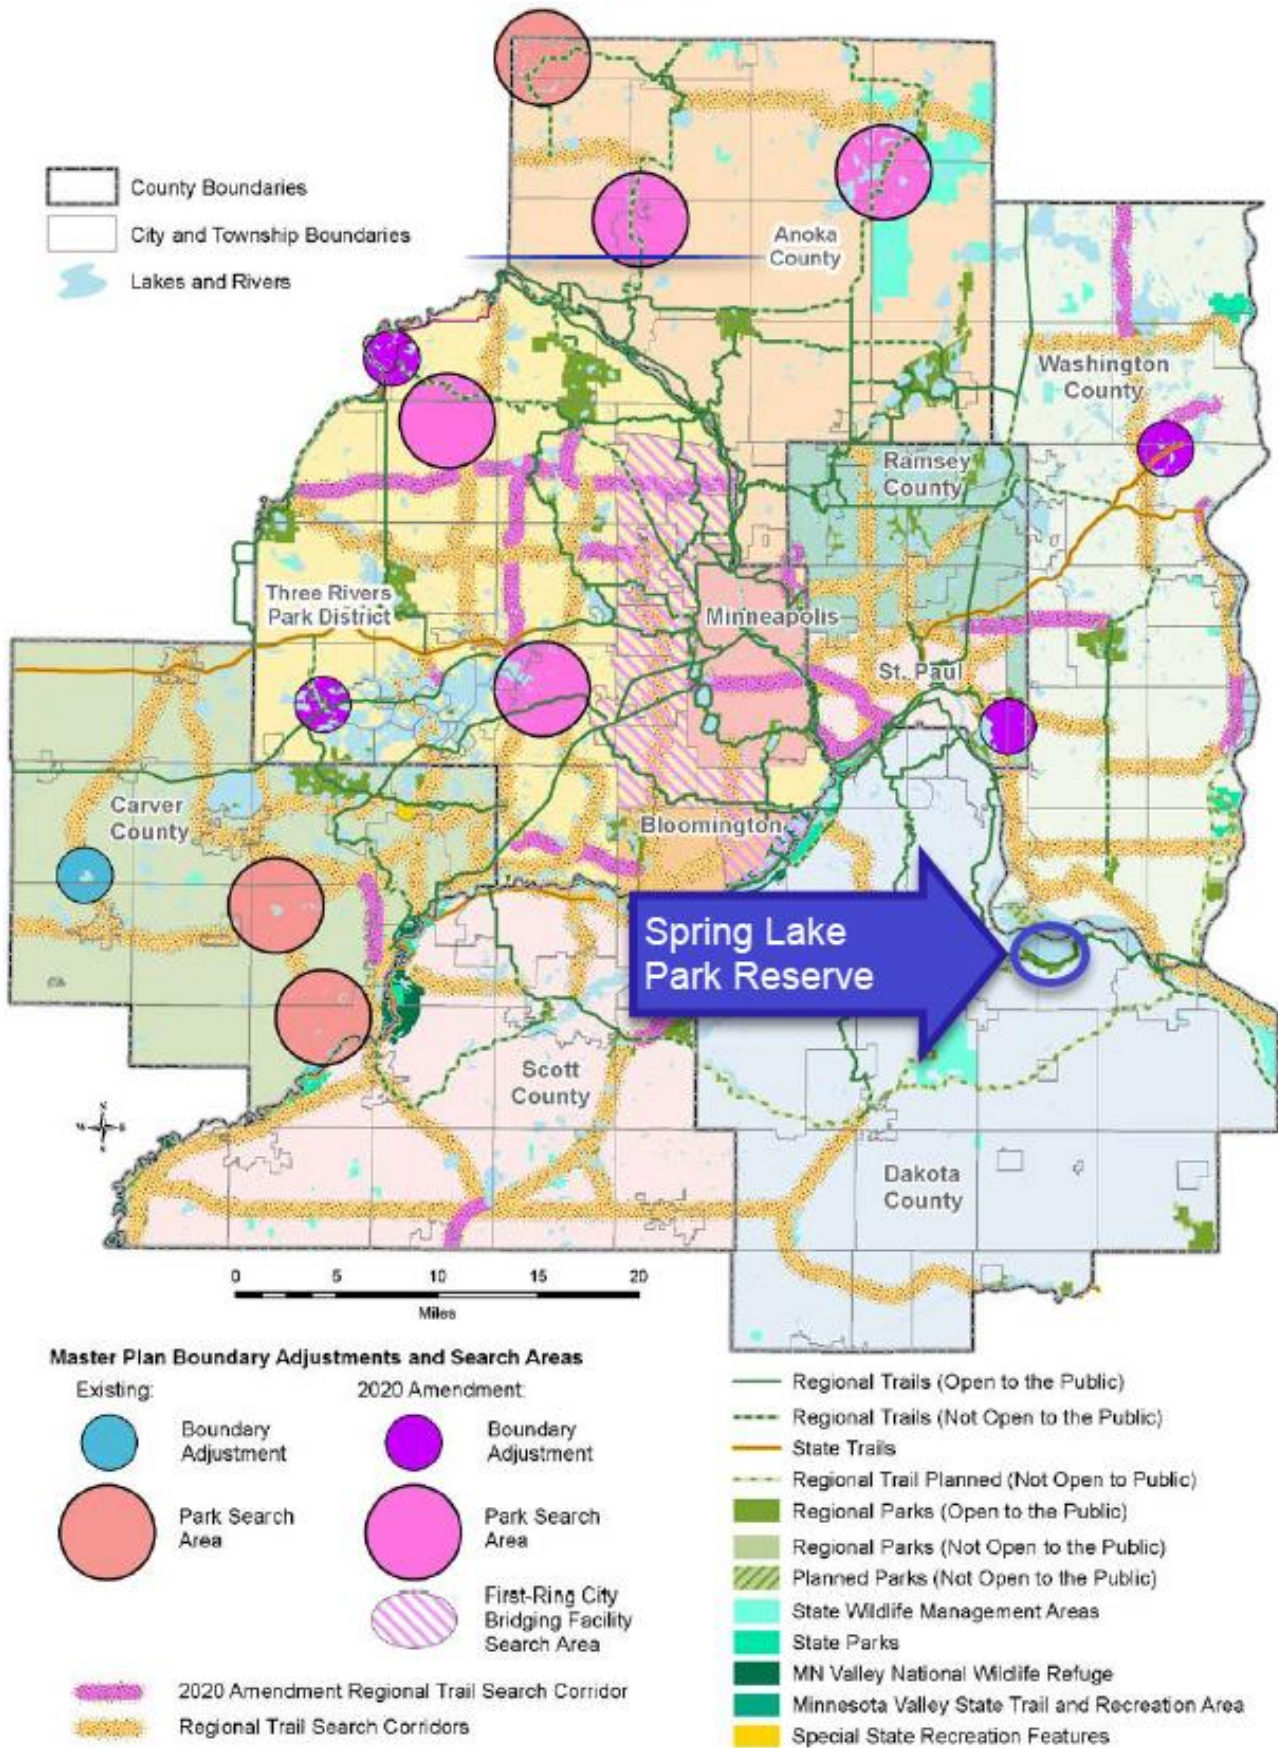 County Boundaries
City and Township Boundaries
Lakes and Rivers
Anoka
County
Washington
County
Ramsey
County
Three Rivers
Park District
Minneapolis
St. Paul
Carver
County
Bloomington
Spring Lake
Park Reserve
Scott
County
Dakota
County
0 5 10 15 20
Miles
Master Plan Boundary Adjustments and Search Areas
Existing:
Boundary
Adjustment
Park Search
Area
2020 Amendment:
Boundary
Adjustment
Park Search
Area
First-Ring City
Bridging Facility
Search Area
2020 Amendment Regional Trail Search Corridor
Regional Trail Search Corridors
Regional Trails (Open to the Public)
Regional Trails (Not Open to the Public)
State Trails
Regional Trail Planned (Not Open to Public)
Regional Parks (Open to the Public)
Regional Parks (Not Open to the Public)
Planned Parks (Not Open to the Public)
State Wildlife Management Areas
State Parks
MN Valley National Wildlife Refuge
Minnesota Valley State Trail and Recreation Area
Special State Recreation Features